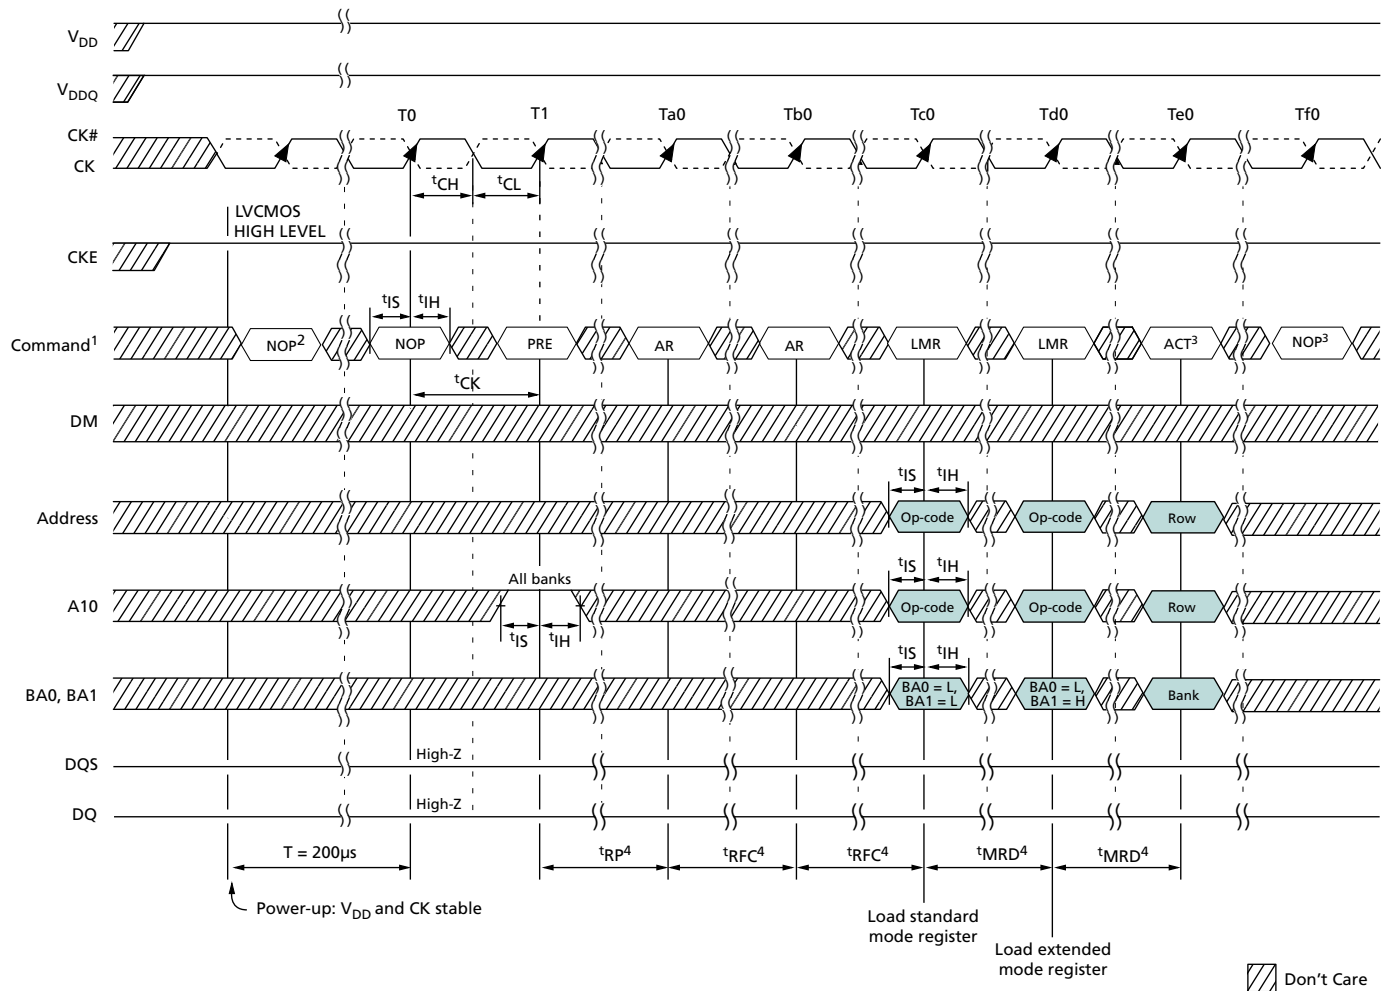 VDD
VDDQ
T0 T1 Ta0 Tb0 Tc0 Td0 Te0 Tf0
CK#
CK
tCH tCL
LVCMOS
HIGH LEVEL
CKE
tIS tIH
Command1 NOP2 NOP PRE AR AR LMR LMR ACT3 NOP3
tCK
DM
tIS tIH
Address Op-code Op-code Row
All banks tIS tIH
A10 Op-code Op-code Row
tIS tIH
tIS tIH
BA0, BA1 BA0 = L, BA1 = L BA0 = L, BA1 = H Bank
High-Z
DQS
High-Z
DQ
T = 200µs tRP4 tRFC4 tRFC4 tMRD4 tMRD4
Power-up: VDD and CK stable
Load standard
mode register
Load extended
mode register
Don't Care